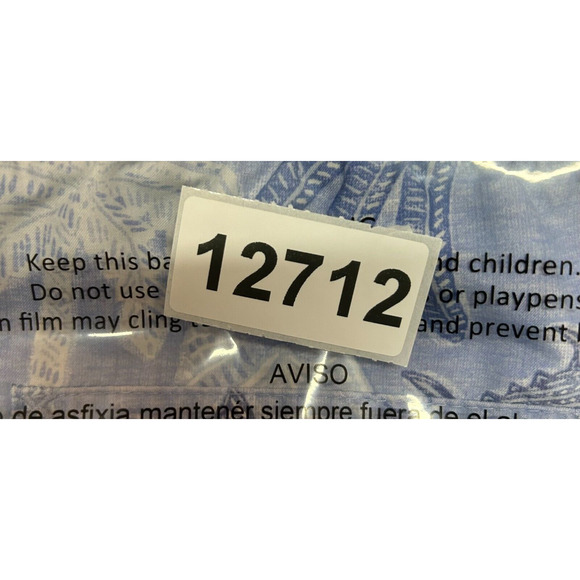 Keep this
12712
children.
Do not use
or playpens
film may cling
and prevent
AVISO
de asfixia mantener siempre fuera de el